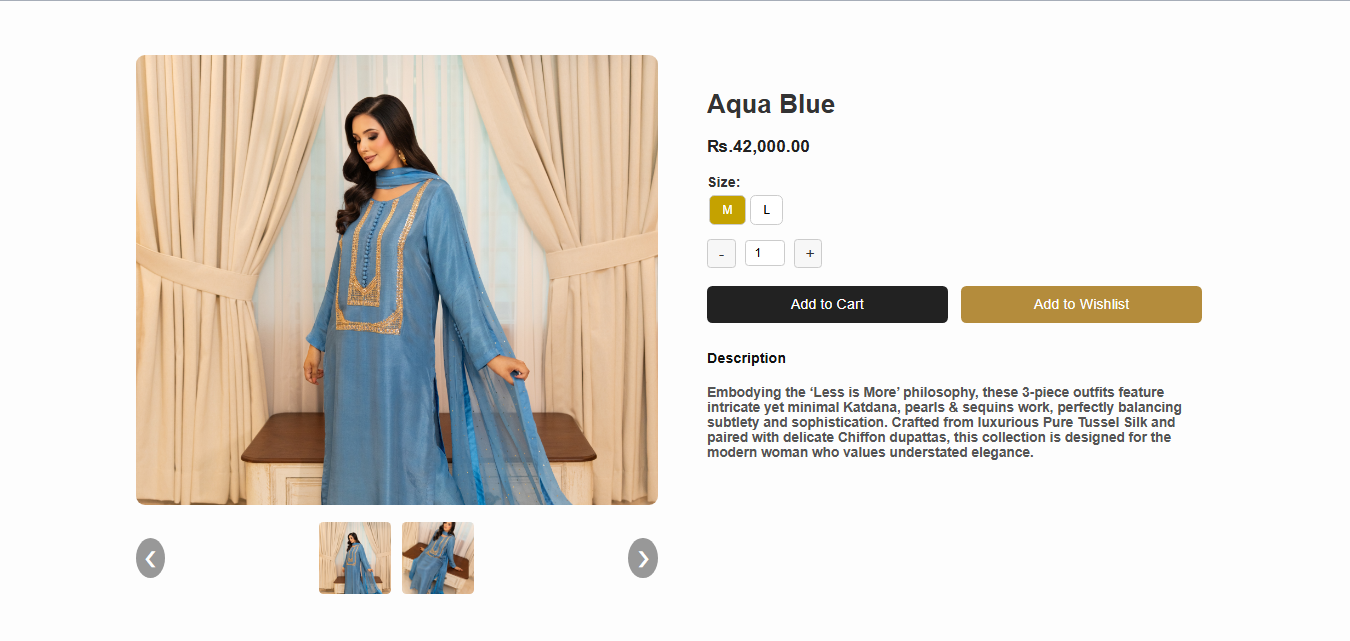 Aqua Blue
Rs.42,000.00
Size:
M L
- 1 +
Add to Cart Add to Wishlist
Description
Embodying the ‘Less is More’ philosophy, these 3-piece outfits feature
intricate yet minimal Katdana, pearls & sequins work, perfectly balancing
subtlety and sophistication. Crafted from luxurious Pure Tussel Silk and
paired with delicate Chiffon dupattas, this collection is designed for the
modern woman who values understated elegance.
❮ ❯